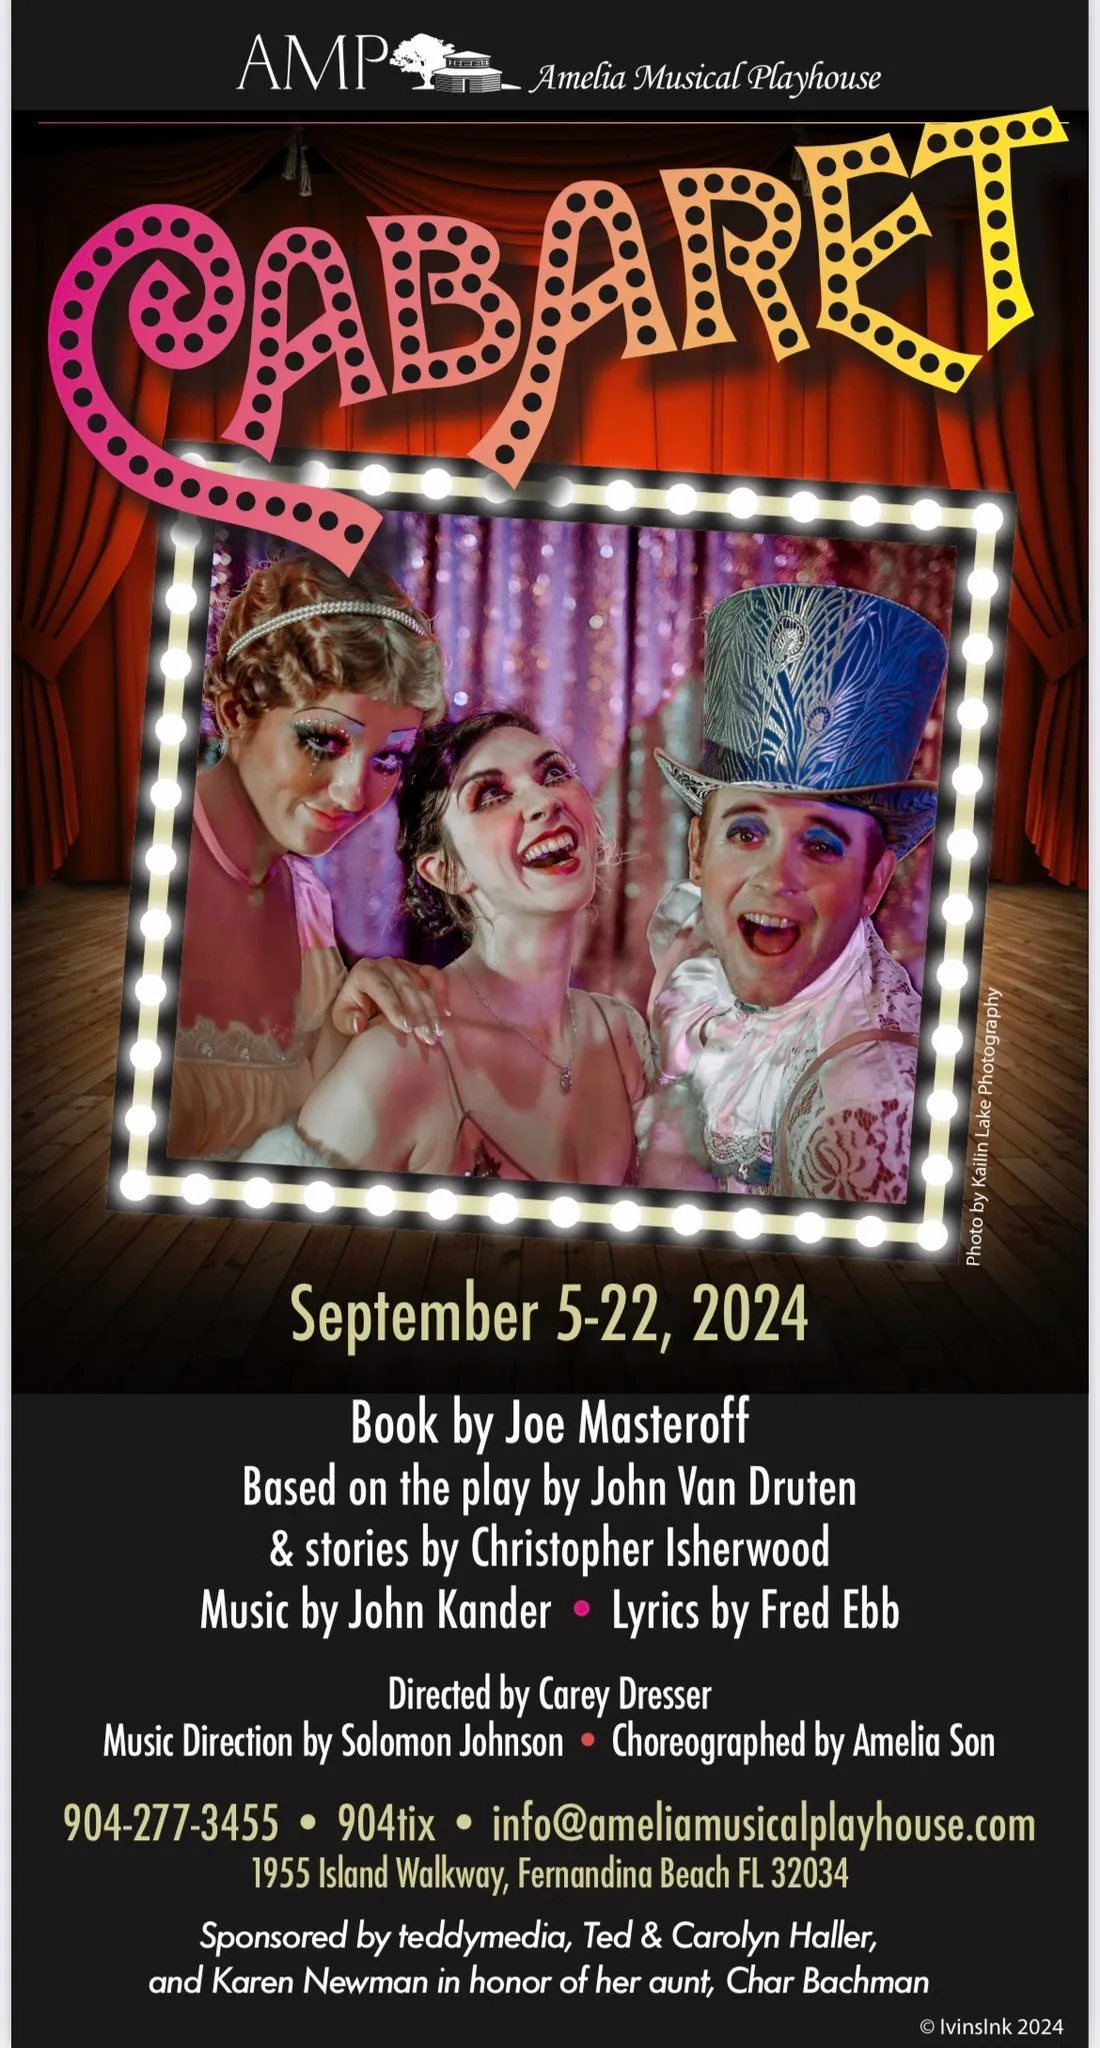 AMP Amelia Musical Playhouse
CABARET
Photo by Kailin Lake Photography
September 5-22, 2024
Book by Joe Masteroff
Based on the play by John Van Druten
& stories by Christopher Isherwood
Music by John Kander • Lyrics by Fred Ebb
Directed by Carey Dresser
Music Direction by Solomon Johnson • Choreographed by Amelia Son
904-277-3455 • 904tix • info@ameliamusicalplayhouse.com
1955 Island Walkway, Fernandina Beach FL 32034
Sponsored by teddymedia, Ted & Carolyn Haller,
and Karen Newman in honor of her aunt, Char Bachman
© IvinsInk 2024